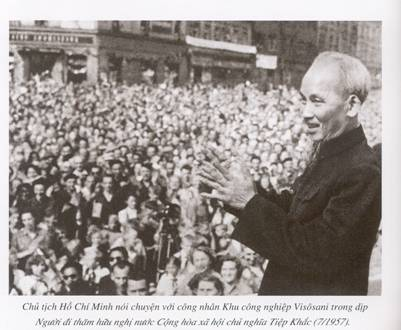 Chủ tịch Hồ Chí Minh nói chuyện với công nhân Khu công nghiệp Visôsani trong dịp
Người đi thăm hữu nghị nước Cộng hòa xã hội chủ nghĩa Tiệp Khắc (7/1957).